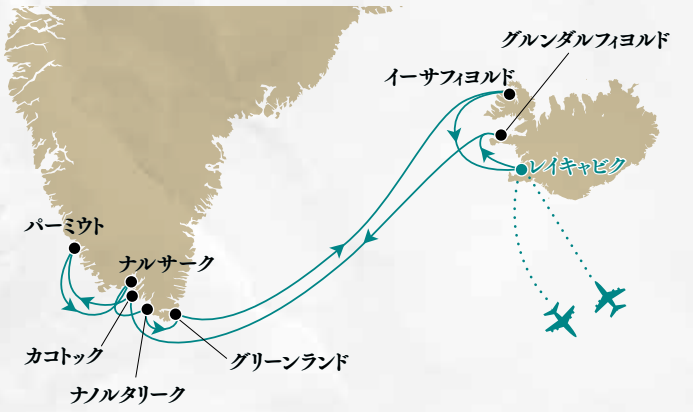 グルンダルフィヨルド
イーサフィヨルド
レイキャビク
パーミウト
ナルサーク
カコトック
グリーンランド
ナノルタリーク